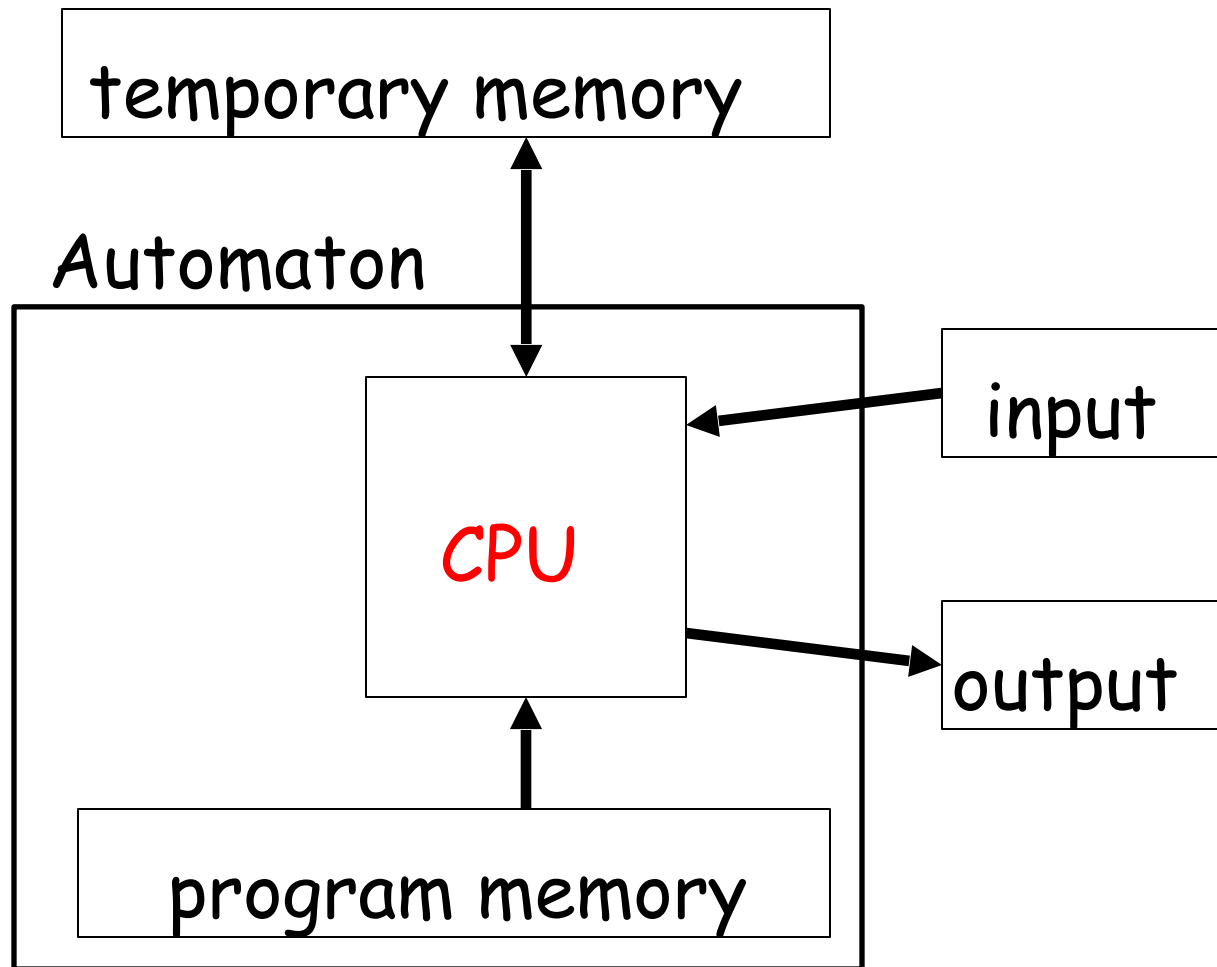 temporary memory
Automaton
input
CPU
output
program memory